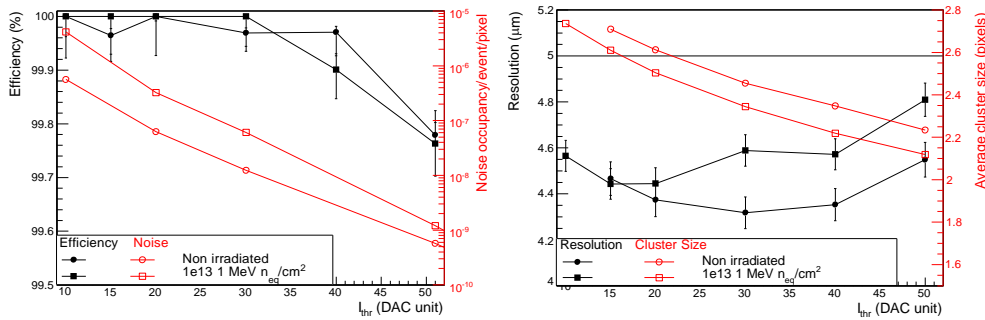 Efficiency (%)
100
99.9
99.8
99.7
99.6
99.5
10 15 20 25 30 35 40 45 50
I_thr (DAC unit)
10^-5
10^-6
10^-7
10^-8
10^-9
10^-10
Noise occupancy/event/pixel
Efficiency Noise
Non irradiated
1e13 1 MeV n_eq/cm^2
Resolution (μm)
5.2
5
4.8
4.6
4.4
4.2
4
10 15 20 25 30 35 40 45 50
I_thr (DAC unit)
2.8
2.6
2.4
2.2
2
1.8
1.6
Average cluster size (pixels)
Resolution Cluster Size
Non irradiated
1e13 1 MeV n_eq/cm^2